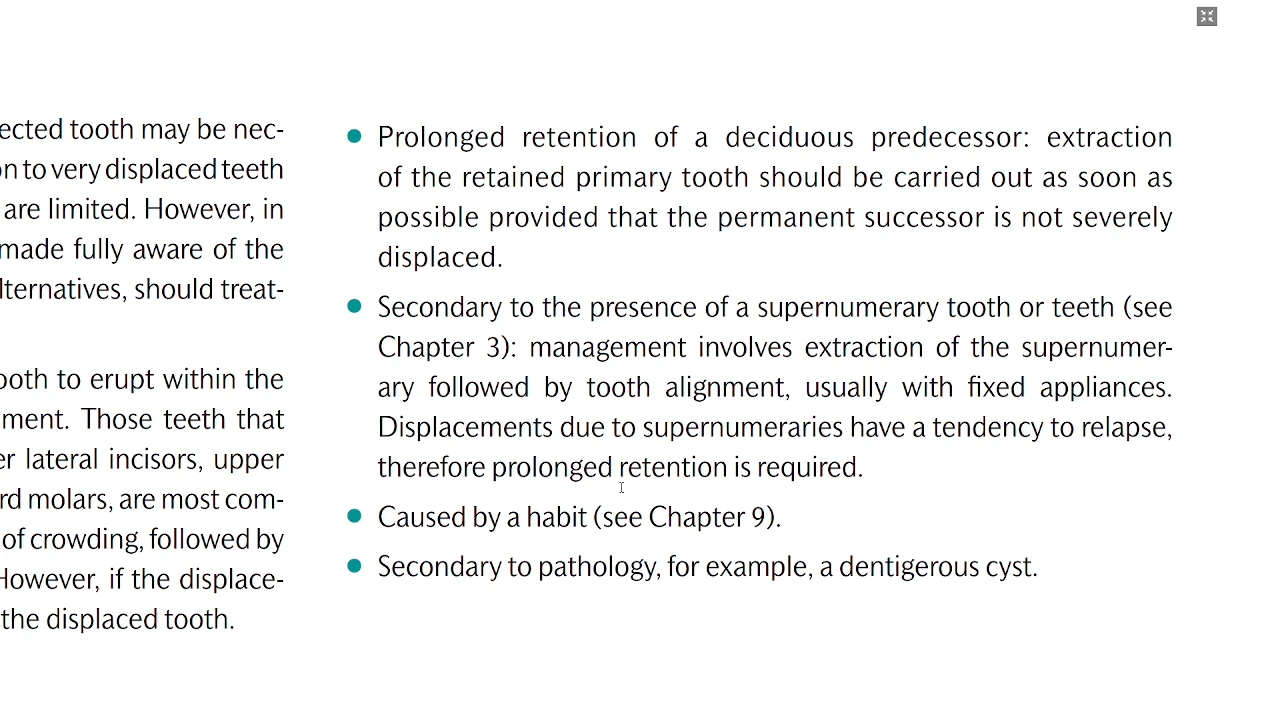 ected tooth may be nec-
on to very displaced teeth
are limited. However, in
made fully aware of the
lternatives, should treat-
ooth to erupt within the
ment. Those teeth that
er lateral incisors, upper
rd molars, are most com-
of crowding, followed by
However, if the displace-
the displaced tooth.
Prolonged retention of a deciduous predecessor: extraction
of the retained primary tooth should be carried out as soon as
possible provided that the permanent successor is not severely
displaced.
Secondary to the presence of a supernumerary tooth or teeth (see
Chapter 3): management involves extraction of the supernumer-
ary followed by tooth alignment, usually with fixed appliances.
Displacements due to supernumeraries have a tendency to relapse,
therefore prolonged retention is required.
Caused by a habit (see Chapter 9).
Secondary to pathology, for example, a dentigerous cyst.